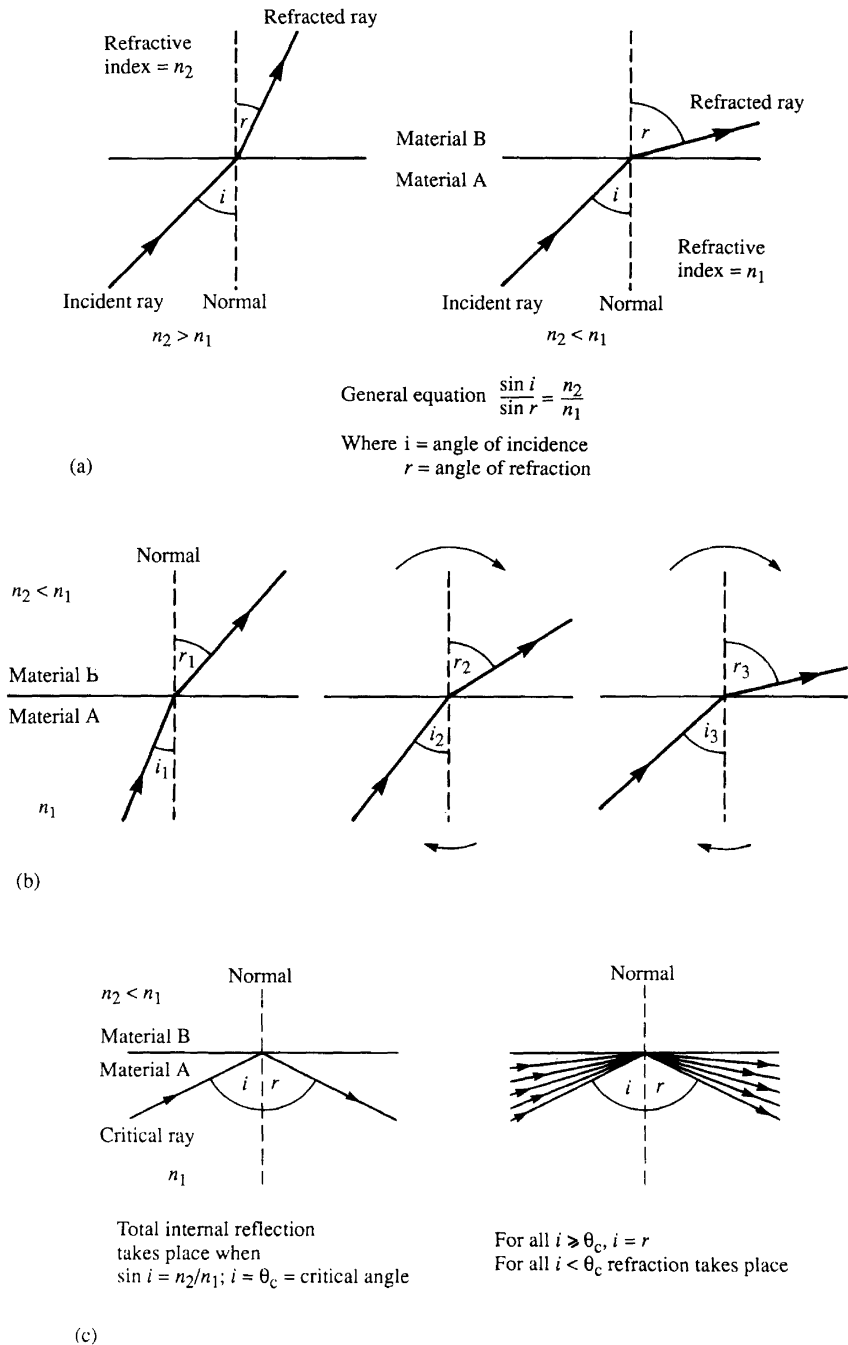 Refracted ray
Refractive
index = n2
r
i
Incident ray
Normal
n2 > n1
Material B
Material A
Refracted ray
r
i
Refractive
index = n1
Incident ray
Normal
n2 < n1
General equation sin i / sin r = n2 / n1
Where i = angle of incidence
r = angle of refraction
(a)
Normal
n2 < n1
r1
Material B
Material A
i1
n1
r2
i2
r3
i3
(b)
Normal
n2 < n1
Material B
Material A
i r
Critical ray
n1
Total internal reflection
takes place when
sin i = n2/n1; i = θc = critical angle
Normal
i r
For all i ⩾ θc, i = r
For all i < θc refraction takes place
(c)